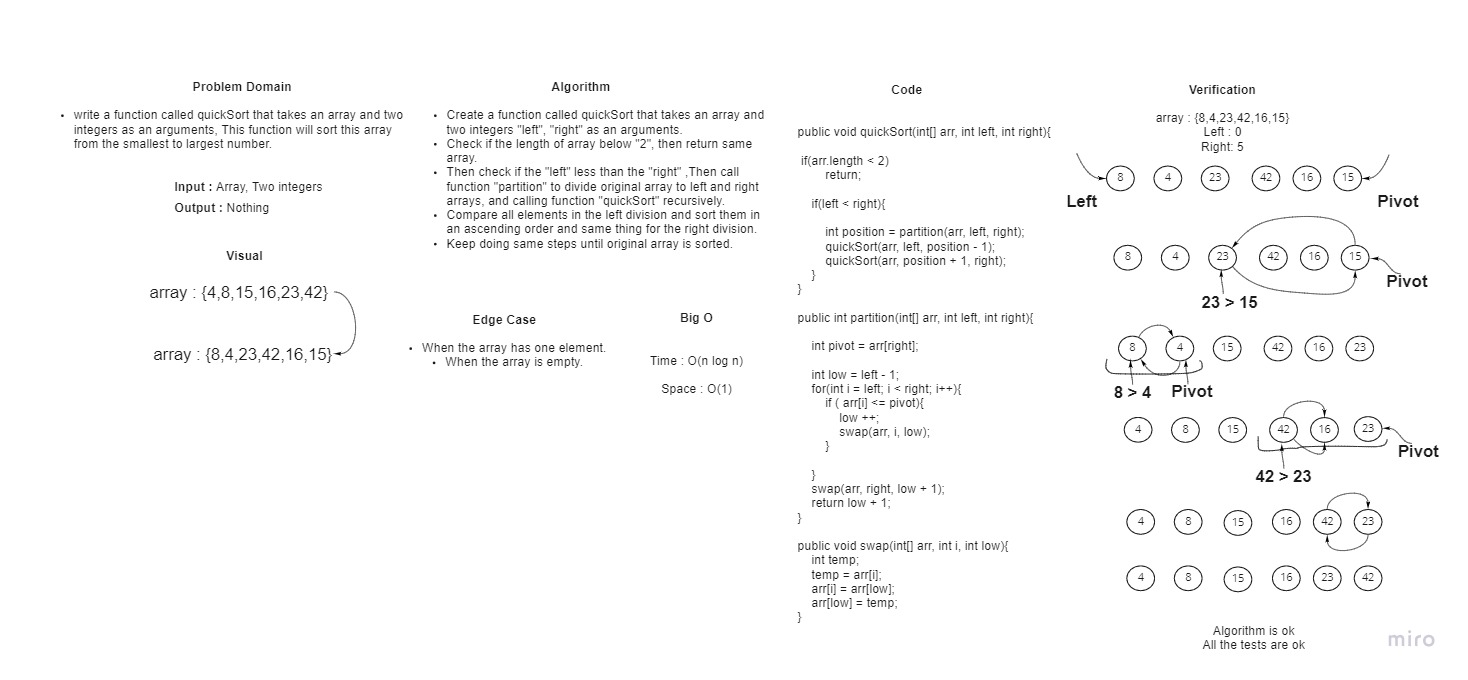 Problem Domain
write a function called quickSort that takes an array and two
integers as an arguments, This function will sort this array
from the smallest to largest number.
Input : Array, Two integers
Output : Nothing
Visual
array : {4,8,15,16,23,42}
array : {8,4,23,42,16,15}
Algorithm
Create a function called quickSort that takes an array and
two integers "left", "right" as an arguments.
Check if the length of array below "2", then return same
array.
Then check if the "left" less than the "right" ,Then call
function "partition" to divide original array to left and right
arrays, and calling function "quickSort" recursively.
Compare all elements in the left division and sort them in
an ascending order and same thing for the right division.
Keep doing same steps until original array is sorted.
Edge Case
When the array has one element.
When the array is empty.
Big O
Time : O(n log n)
Space : O(1)
Code
public void quickSort(int[] arr, int left, int right){
if(arr.length < 2)
return;
if(left < right){
int position = partition(arr, left, right);
quickSort(arr, left, position - 1);
quickSort(arr, position + 1, right);
}
}
public int partition(int[] arr, int left, int right){
int pivot = arr[right];
int low = left - 1;
for(int i = left; i < right; i++){
if ( arr[i] <= pivot){
low ++;
swap(arr, i, low);
}
}
swap(arr, right, low + 1);
return low + 1;
}
public void swap(int[] arr, int i, int low){
int temp;
temp = arr[i];
arr[i] = arr[low];
arr[low] = temp;
}
Verification
array : {8,4,23,42,16,15}
Left : 0
Right: 5
8 4 23 42 16 15
Left Pivot
8 4 23 42 16 15
Pivot
23 > 15
8 4 15 42 16 23
8 > 4 Pivot
4 8 15 42 16 23
Pivot
42 > 23
4 8 15 16 42 23
4 8 15 16 23 42
Algorithm is ok
All the tests are ok
miro